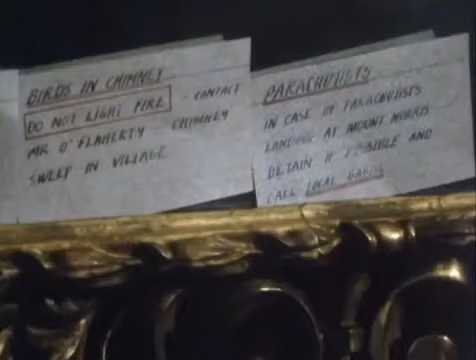 BIRDS IN CHIMNEY
DO NOT LIGHT FIRE - CONTACT
MR O'FLAHERTY CHIMNEY
SWEEP IN VILLAGE
PARACHUTISTS
IN CASE OF PARACHUTISTS
LANDING AT MOUNT NORRIS
DETAIN IF POSSIBLE AND
CALL LOCAL GARDA